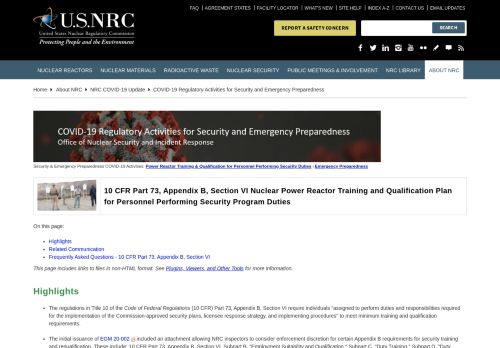 FAQ | AGREEMENT STATES | FACILITY LOCATOR | WHAT'S NEW | SITE HELP | INDEX A-Z | CONTACT US | EMAIL UPDATES
U.S.NRC
United States Nuclear Regulatory Commission
Protecting People and the Environment
REPORT A SAFETY CONCERN
SEARCH
NUCLEAR REACTORS NUCLEAR MATERIALS RADIOACTIVE WASTE NUCLEAR SECURITY PUBLIC MEETINGS & INVOLVEMENT NRC LIBRARY ABOUT NRC
Home About NRC NRC COVID-19 Update COVID-19 Regulatory Activities for Security and Emergency Preparedness
COVID-19 Regulatory Activities for Security and Emergency Preparedness
Office of Nuclear Security and Incident Response
Security & Emergency Preparedness COVID-19 Activities: Power Reactor Training & Qualification for Personnel Performing Security Duties | Emergency Preparedness
10 CFR Part 73, Appendix B, Section VI Nuclear Power Reactor Training and Qualification Plan
for Personnel Performing Security Program Duties
On this page:
Highlights
Related Communication
Frequently Asked Questions - 10 CFR Part 73, Appendix B, Section VI
This page includes links to files in non-HTML format. See Plugins, Viewers, and Other Tools for more information.
Highlights
The regulations in Title 10 of the Code of Federal Regulations (10 CFR) Part 73, Appendix B, Section VI require individuals "assigned to perform duties and responsibilities required
for the implementation of the Commission-approved security plans, licensee response strategy, and implementing procedures" to meet minimum training and qualification
requirements.
The initial issuance of EGM 20-002 included an attachment allowing NRC inspectors to consider enforcement discretion for certain Appendix B requirements for security training
and requalification. These include: 10 CFR Part 73, Appendix B, Section VI, Subpart B, "Employment Suitability and Qualification," Subpart C, "Duty Training," Subpart D, "Duty